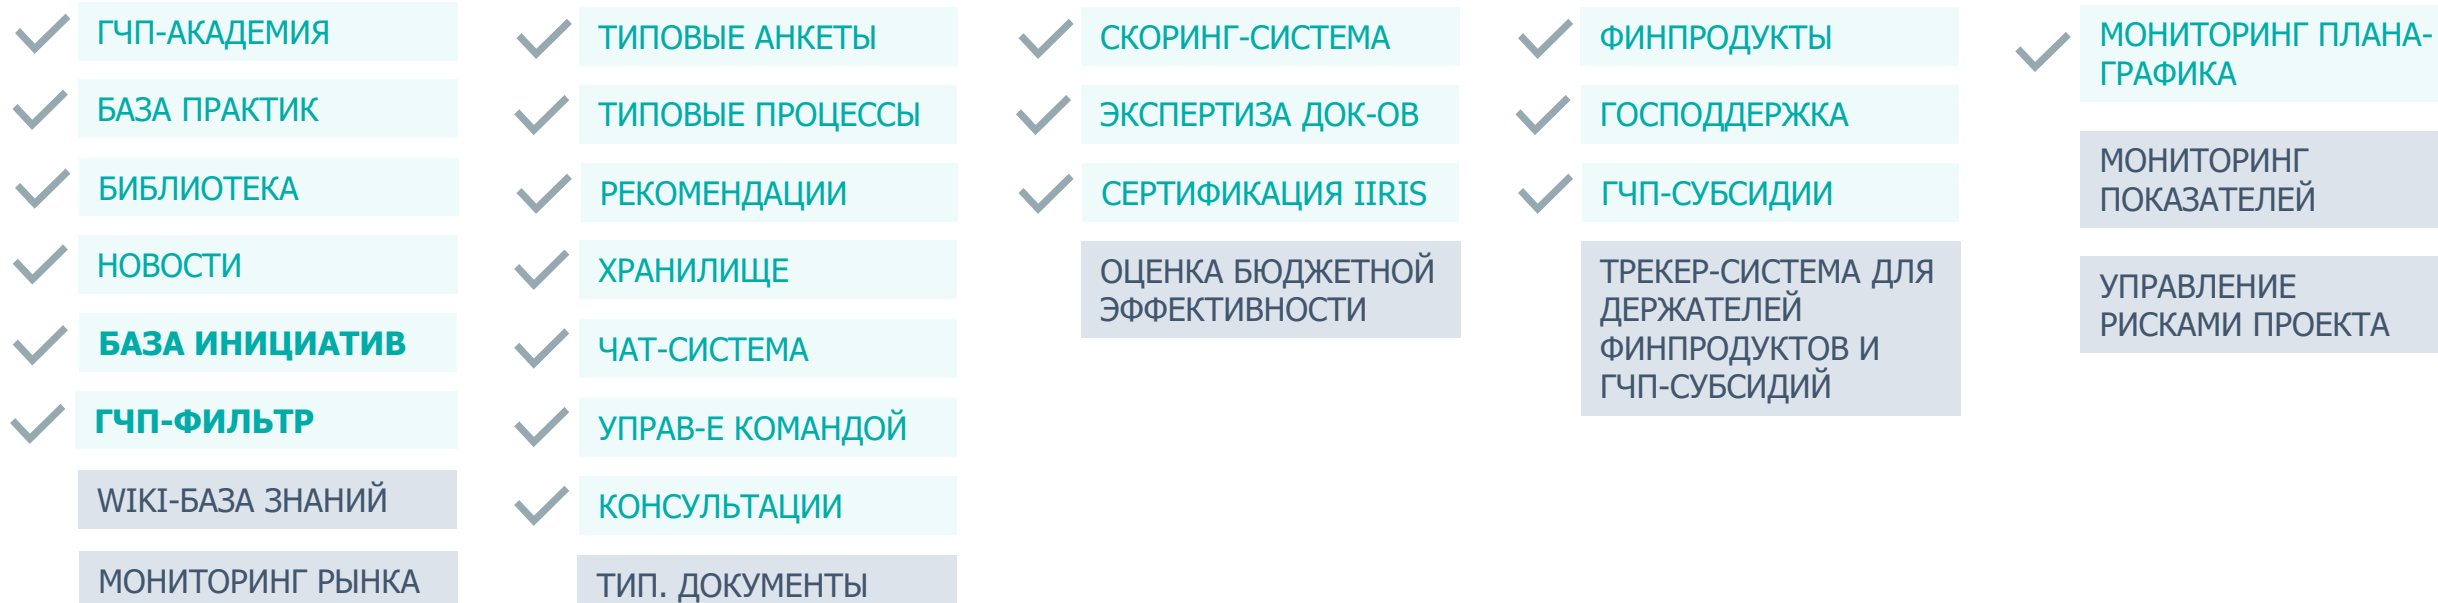 ГЧП-АКАДЕМИЯ
БАЗА ПРАКТИК
БИБЛИОТЕКА
НОВОСТИ
БАЗА ИНИЦИАТИВ
ГЧП-ФИЛЬТР
WIKI-БАЗА ЗНАНИЙ
МОНИТОРИНГ РЫНКА
ТИПОВЫЕ АНКЕТЫ
ТИПОВЫЕ ПРОЦЕССЫ
РЕКОМЕНДАЦИИ
ХРАНИЛИЩЕ
ЧАТ-СИСТЕМА
УПРАВ-Е КОМАНДОЙ
КОНСУЛЬТАЦИИ
ТИП. ДОКУМЕНТЫ
СКОРИНГ-СИСТЕМА
ЭКСПЕРТИЗА ДОК-ОВ
СЕРТИФИКАЦИЯ IIRIS
ОЦЕНКА БЮДЖЕТНОЙ
ЭФФЕКТИВНОСТИ
ФИНПРОДУКТЫ
ГОСПОДДЕРЖКА
ГЧП-СУБСИДИИ
ТРЕКЕР-СИСТЕМА ДЛЯ
ДЕРЖАТЕЛЕЙ
ФИНПРОДУКТОВ И
ГЧП-СУБСИДИЙ
МОНИТОРИНГ ПЛАНА-
ГРАФИКА
МОНИТОРИНГ
ПОКАЗАТЕЛЕЙ
УПРАВЛЕНИЕ
РИСКАМИ ПРОЕКТА